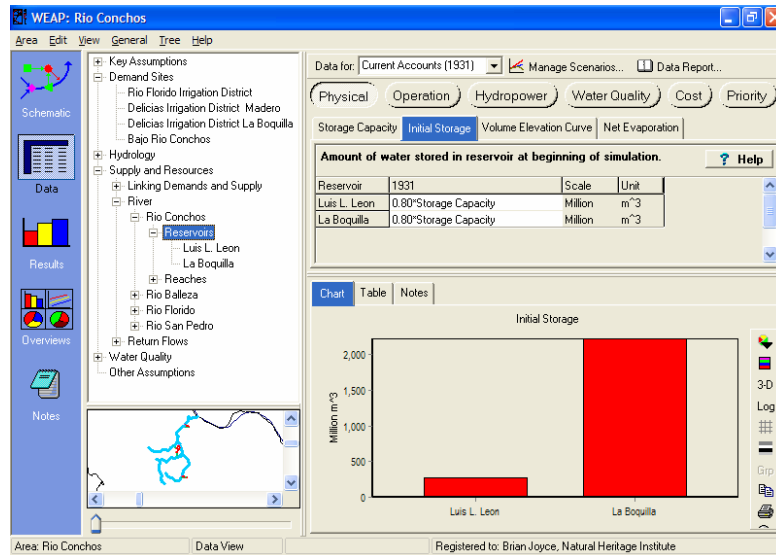 WEAP: Rio Conchos
Area Edit View General Tree Help
Schematic
Data
Results
Overviews
Notes
Key Assumptions
Demand Sites
Rio Florido Irrigation District
Delicias Irrigation District Madero
Delicias Irrigation District La Boquilla
Bajo Rio Conchos
Hydrology
Supply and Resources
Linking Demands and Supply
River
Rio Conchos
Reservoirs
Luis L. Leon
La Boquilla
Reaches
Rio Balleza
Rio Florido
Rio San Pedro
Return Flows
Water Quality
Other Assumptions
Data for: Current Accounts (1931) Manage Scenarios... Data Report...
Physical Operation Hydropower Water Quality Cost Priority
Storage Capacity Initial Storage Volume Elevation Curve Net Evaporation
Amount of water stored in reservoir at beginning of simulation. ? Help
Reservoir 1931 Scale Unit
Luis L. Leon 0.80*Storage Capacity Million m^3
La Boquilla 0.80*Storage Capacity Million m^3
Chart Table Notes
Initial Storage
Million m^3
2,000
1,500
1,000
500
0
Luis L. Leon La Boquilla
3-D
Log
Grp
Area: Rio Conchos Data View Registered to: Brian Joyce, Natural Heritage Institute